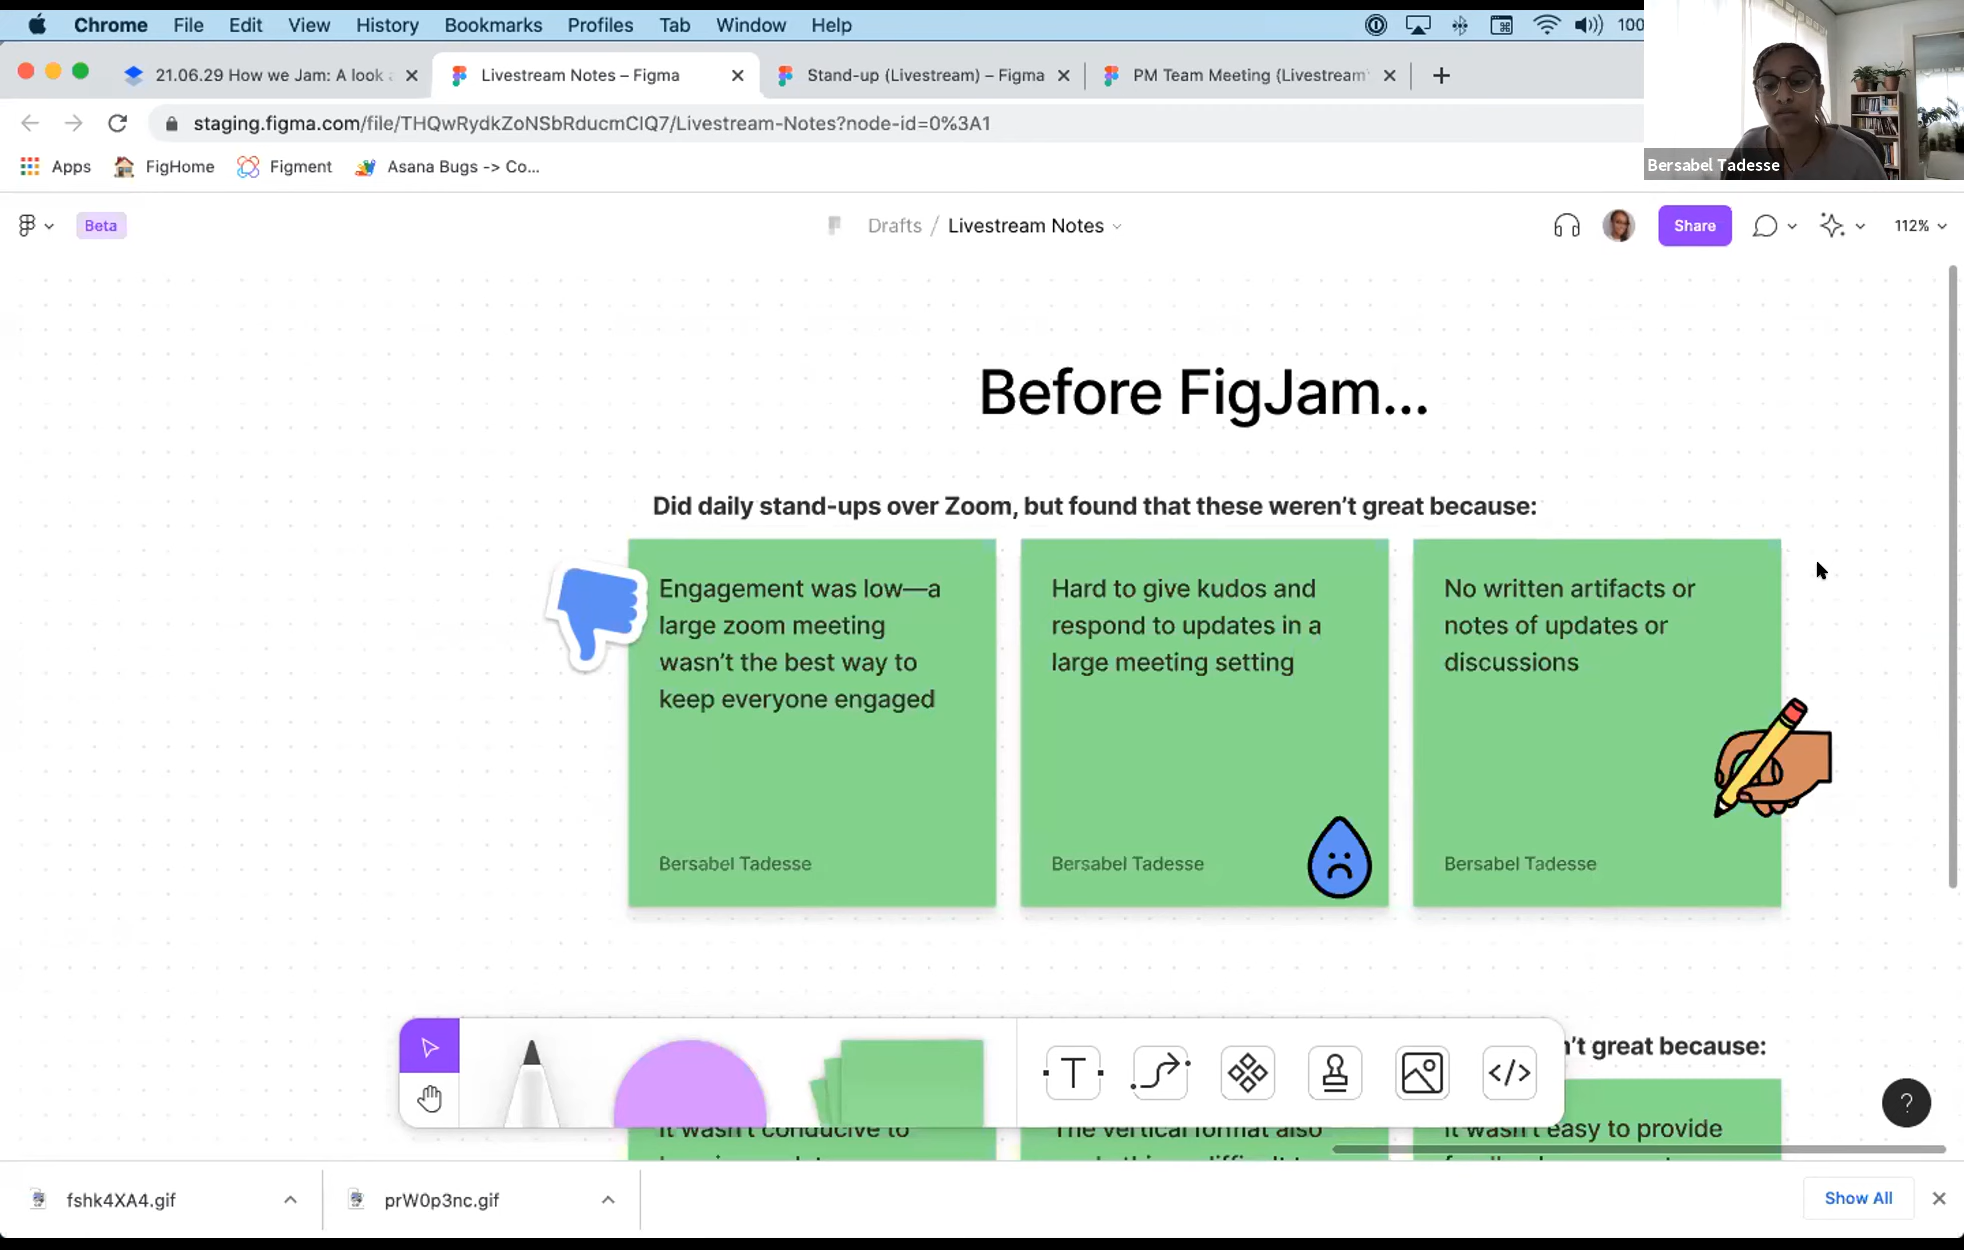 Chrome File Edit View History Bookmarks Profiles Tab Window Help 100
21.06.29 How we Jam: A look
Livestream Notes – Figma
Stand-up (Livestream) – Figma
PM Team Meeting (Livestream
staging.figma.com/file/THQwRydkZoNSbRducmClQ7/Livestream-Notes?node-id=0%3A1
Apps FigHome Figment Asana Bugs -> Co...
Bersabel Tadesse
Beta
Drafts / Livestream Notes
Share
112%
Before FigJam...
Did daily stand-ups over Zoom, but found that these weren't great because:
Engagement was low—a
large zoom meeting
wasn't the best way to
keep everyone engaged
Bersabel Tadesse
Hard to give kudos and
respond to updates in a
large meeting setting
Bersabel Tadesse
No written artifacts or
notes of updates or
discussions
Bersabel Tadesse
n't great because:
T
</>
?
It wasn't conducive to
The vertical format also
It wasn't easy to provide
fshk4XA4.gif
prW0p3nc.gif
Show All